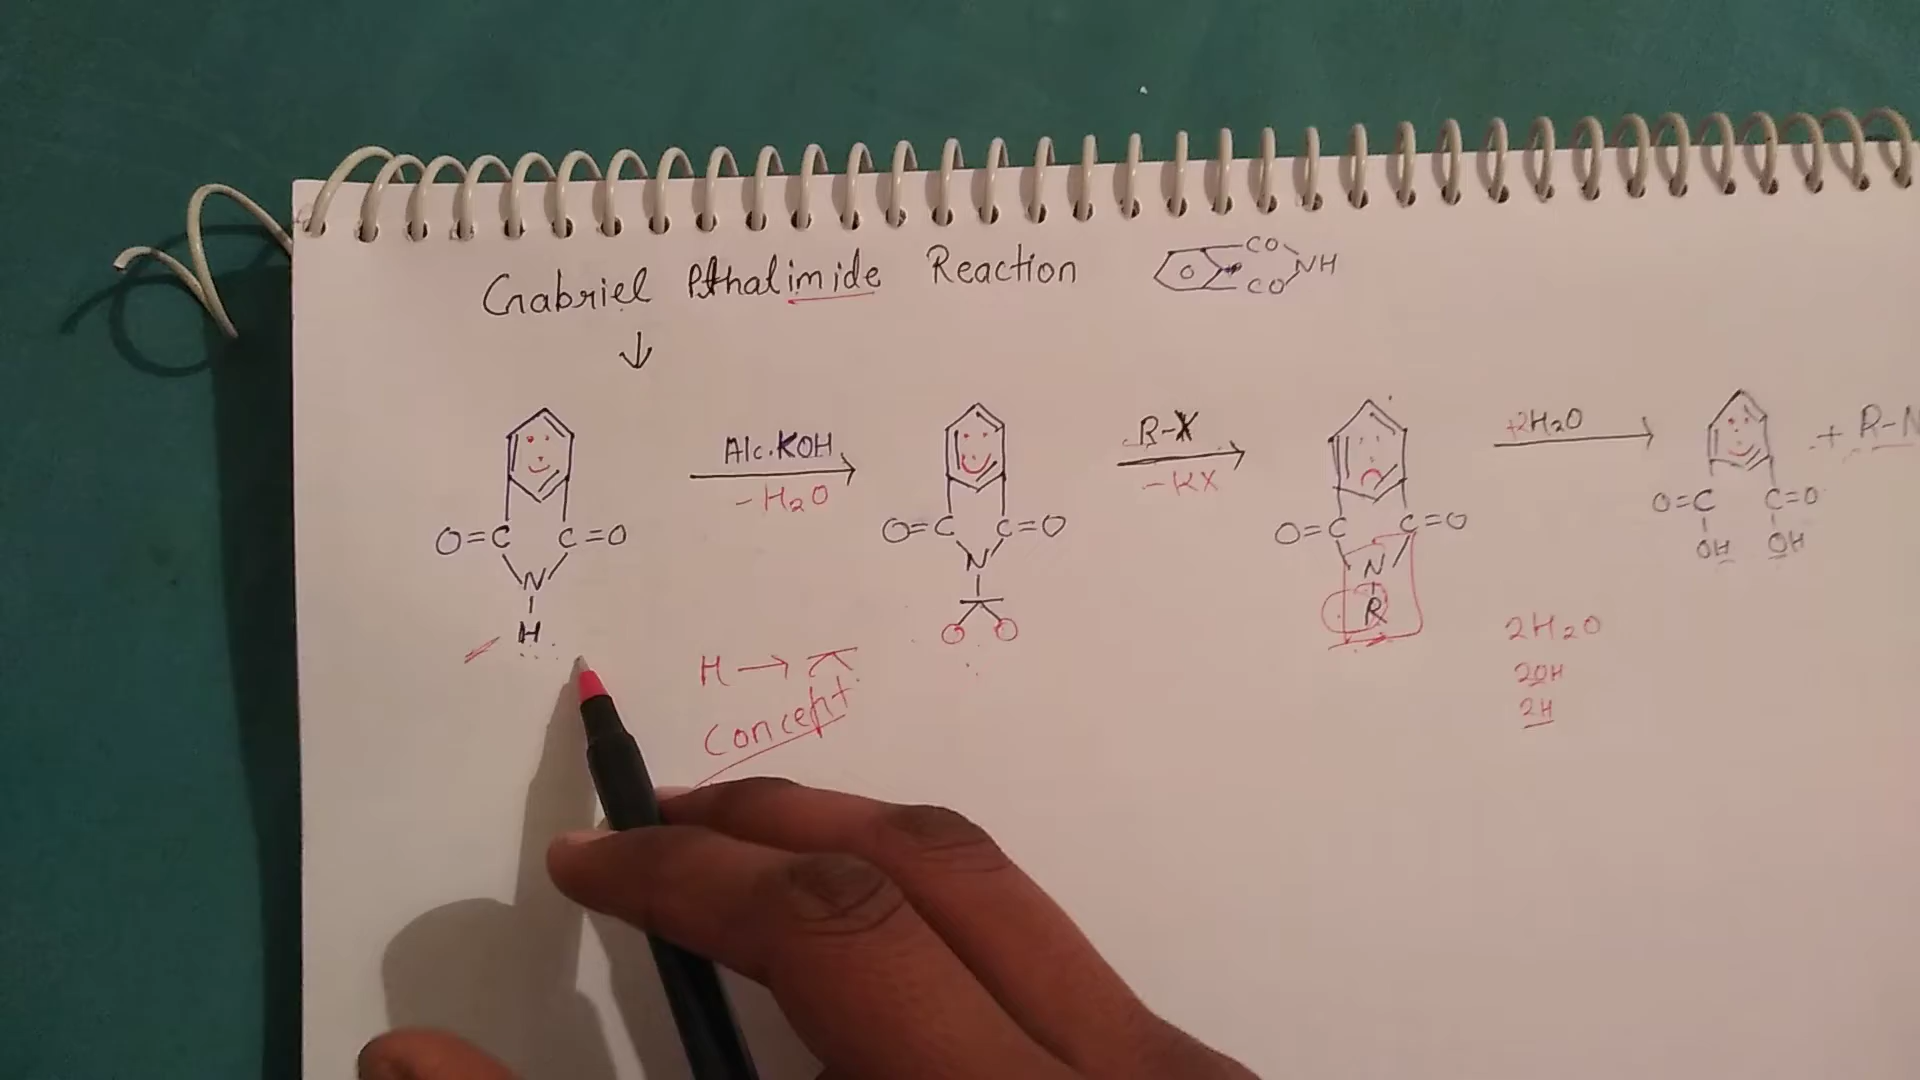 Gabriel Pthalimide Reaction
CO
NH
CO
Alc.KOH
-H₂O
R-X
-KX
+2H₂O
+ R-N
O=C C=O
N
H
O=C C=O
N
K
O=C C=O
N
R
O=C C=O
OH OH
H → K
Concept
2H₂O
2OH
2H